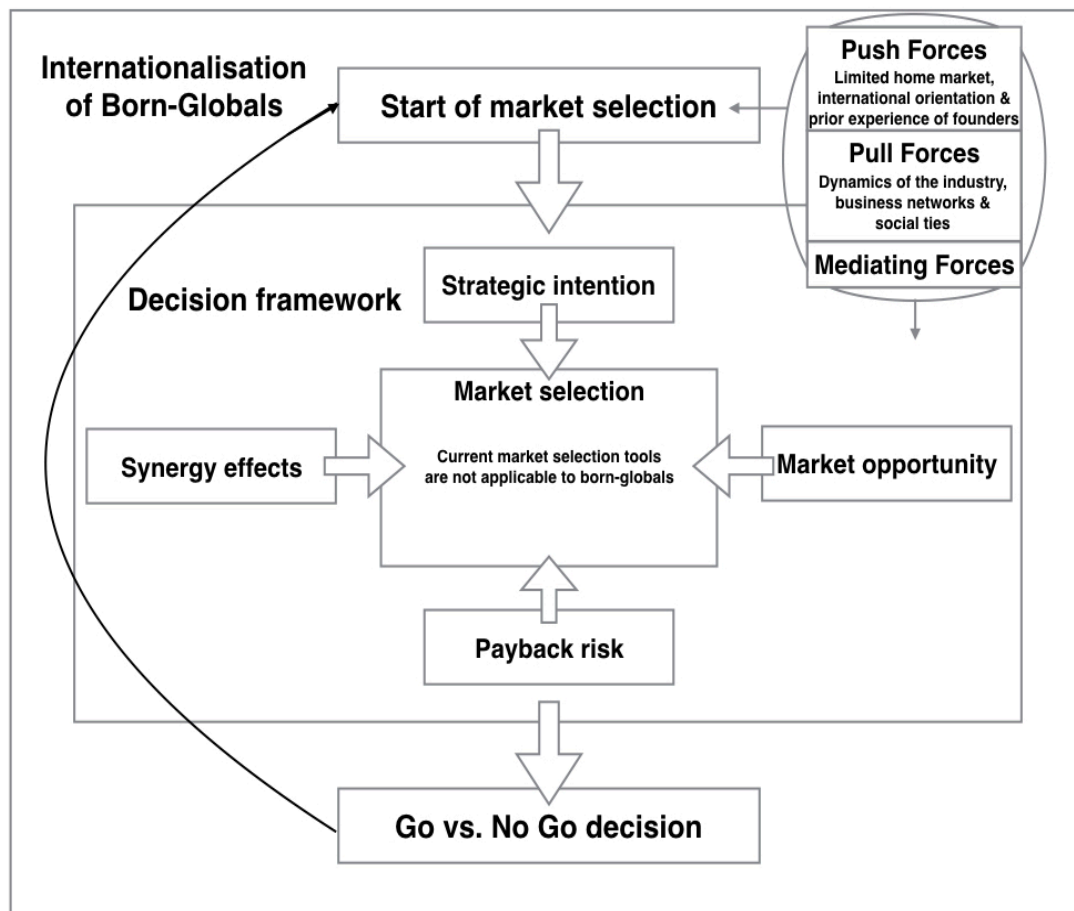 Internationalisation
of Born-Globals
Start of market selection
Push Forces
Limited home market,
international orientation &
prior experience of founders
Pull Forces
Dynamics of the industry,
business networks &
social ties
Mediating Forces
Decision framework
Strategic intention
Market selection
Current market selection tools
are not applicable to born-globals
Synergy effects
Market opportunity
Payback risk
Go vs. No Go decision